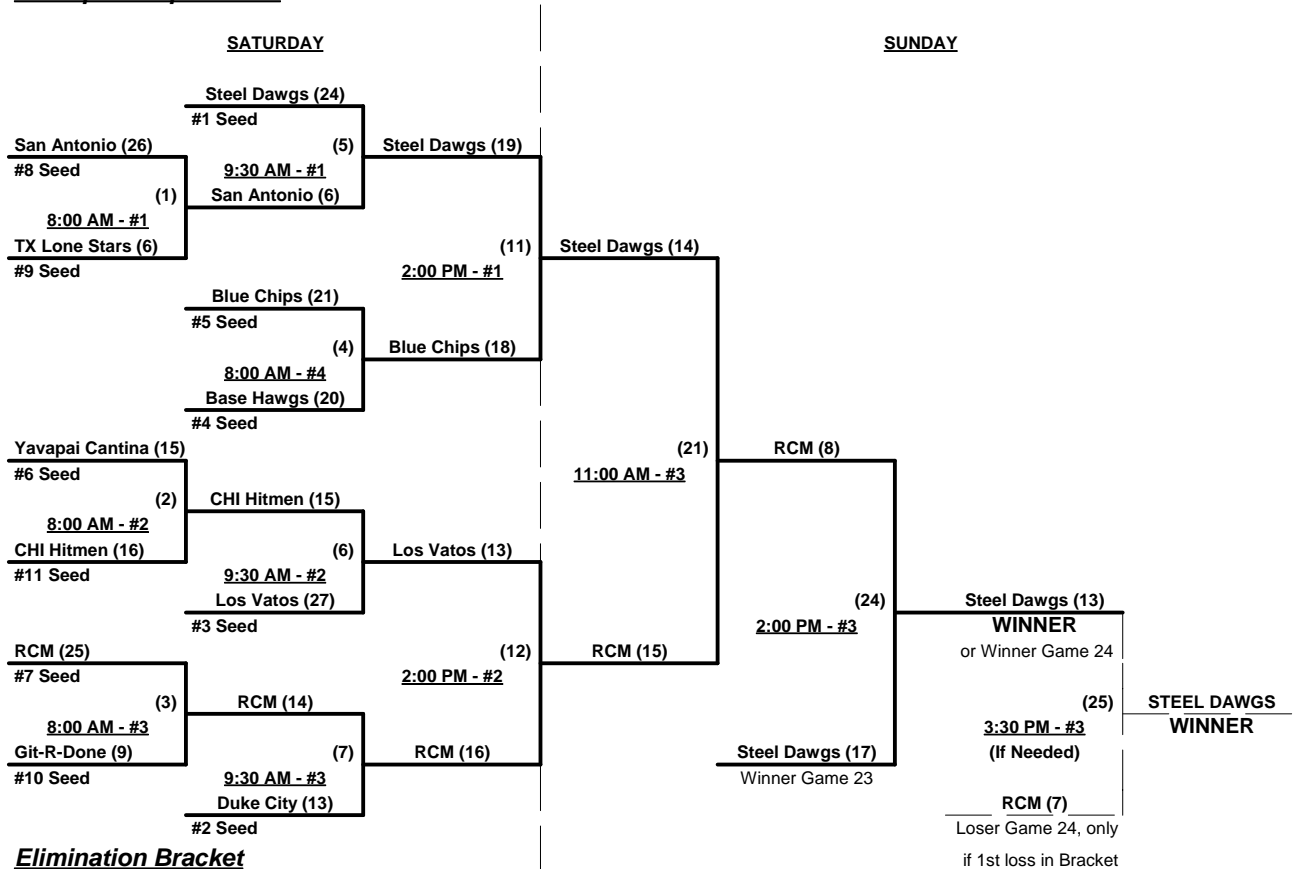 SATURDAY
SUNDAY
Steel Dawgs (24)
#1 Seed
San Antonio (26)
(5)
Steel Dawgs (19)
#8 Seed
9:30 AM - #1
(1)
San Antonio (6)
8:00 AM - #1
TX Lone Stars (6)
(11)
Steel Dawgs (14)
#9 Seed
2:00 PM - #1
Blue Chips (21)
#5 Seed
(4)
Blue Chips (18)
8:00 AM - #4
Base Hawgs (20)
#4 Seed
Yavapai Cantina (15)
(21)
RCM (8)
#6 Seed
11:00 AM - #3
(2)
CHI Hitmen (15)
8:00 AM - #2
CHI Hitmen (16)
(6)
Los Vatos (13)
#11 Seed
9:30 AM - #2
Los Vatos (27)
(24)
Steel Dawgs (13)
#3 Seed
2:00 PM - #3
WINNER
RCM (25)
(12)
RCM (15)
or Winner Game 24
#7 Seed
2:00 PM - #2
(3)
RCM (14)
(25)
STEEL DAWGS
8:00 AM - #3
3:30 PM - #3
WINNER
Git-R-Done (9)
(7)
RCM (16)
Steel Dawgs (17)
(If Needed)
#10 Seed
9:30 AM - #3
Winner Game 23
Duke City (13)
RCM (7)
#2 Seed
Loser Game 24, only
Elimination Bracket
if 1st loss in Bracket